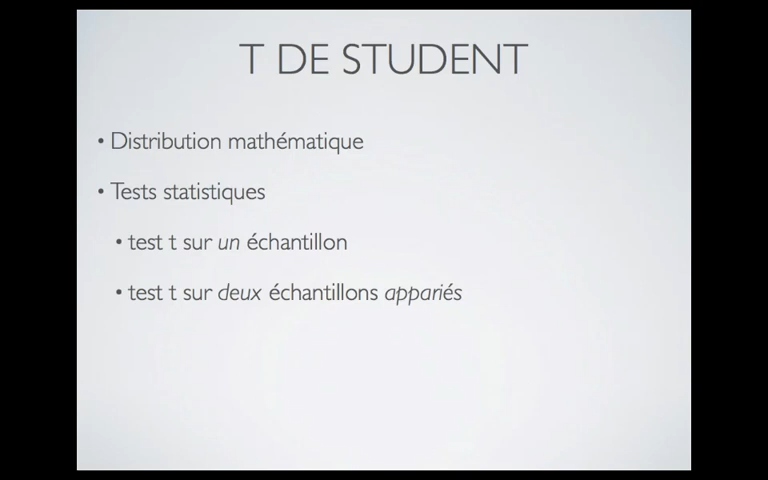 T DE STUDENT
• Distribution mathématique
• Tests statistiques
• test t sur un échantillon
• test t sur deux échantillons appariés